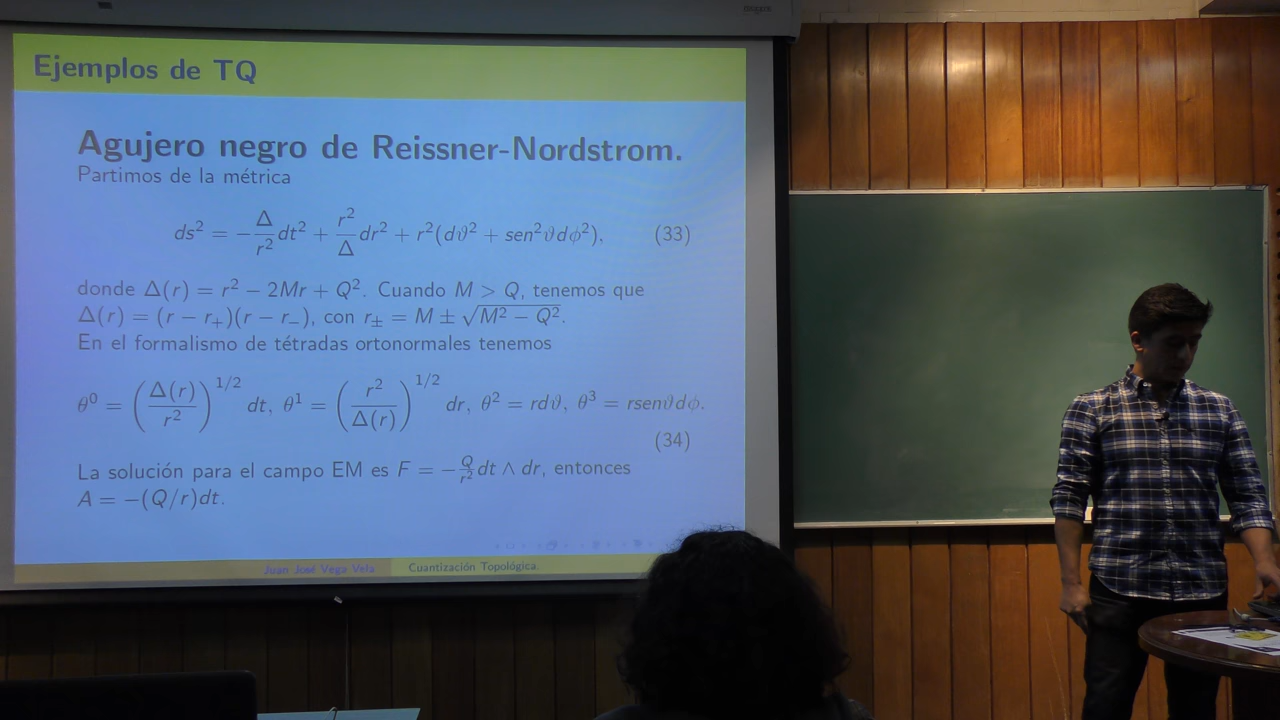 Ejemplos de TQ
Agujero negro de Reissner-Nordstrom.
Partimos de la métrica
ds² = −Δ/r² dt² + r²/Δ dr² + r²(dϑ² + sen²ϑdϕ²), (33)
donde Δ(r) = r² − 2Mr + Q². Cuando M > Q, tenemos que
Δ(r) = (r − r₊)(r − r₋), con r± = M ± √(M² − Q²).
En el formalismo de tétradas ortonormales tenemos
θ⁰ = (Δ(r)/r²)^1/2 dt, θ¹ = (r²/Δ(r))^1/2 dr, θ² = rdϑ, θ³ = rsenϑdϕ.
(34)
La solución para el campo EM es F = −Q/r² dt ∧ dr, entonces
A = −(Q/r)dt.
Juan José Vega Vela Cuantización Topológica